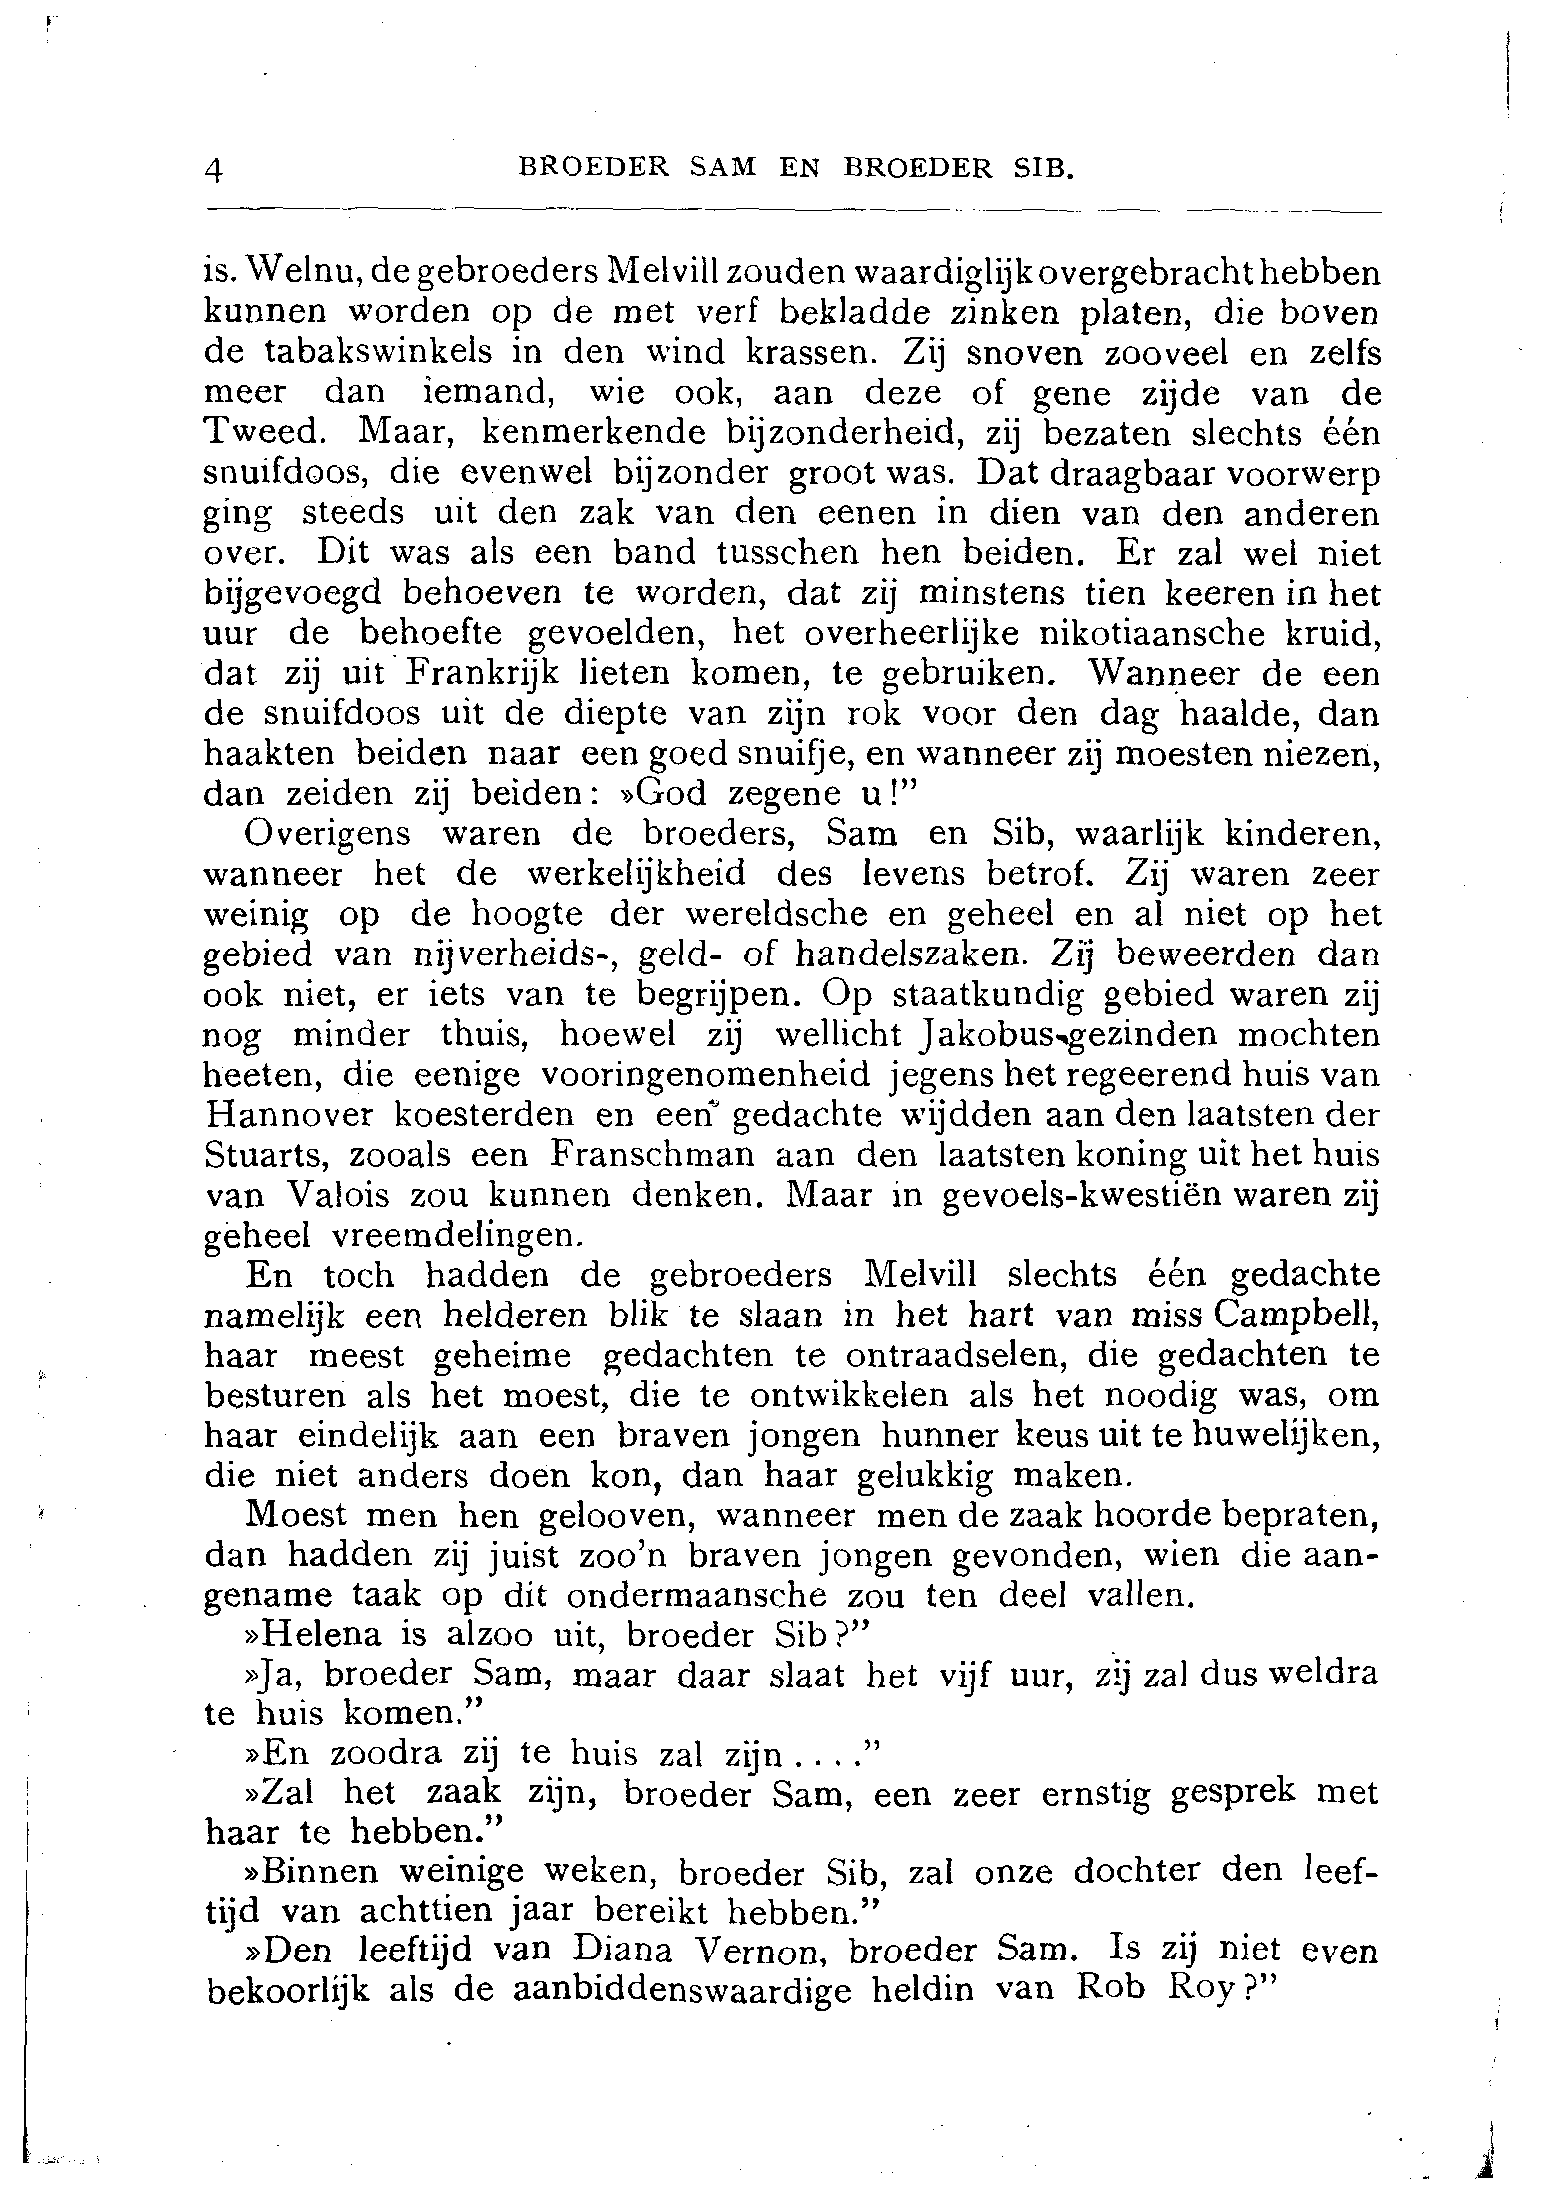 4 BROEDER SAM EN BROEDER SIB.
is. Welnu, de gebroeders Melvill zouden waardiglijk overgebracht hebben
kunnen worden op de met verf bekladde zinken platen, die boven
de tabakswinkels in den wind krassen. Zij snoven zooveel en zelfs
meer dan iemand, wie ook, aan deze of gene zijde van de
Tweed. Maar, kenmerkende bijzonderheid, zij bezaten slechts één
snuifdoos, die evenwel bijzonder groot was. Dat draagbaar voorwerp
ging steeds uit den zak van den eenen in dien van den anderen
over. Dit was als een band tusschen hen beiden. Er zal wel niet
bijgevoegd behoeven te worden, dat zij minstens tien keeren in het
uur de behoefte gevoelden, het overheerlijke nikotiaansche kruid,
dat zij uit Frankrijk lieten komen, te gebruiken. Wanneer de een
de snuifdoos uit de diepte van zijn rok voor den dag haalde, dan
haakten beiden naar een goed snuifje, en wanneer zij moesten niezen,
dan zeiden zij beiden: »God zegene u!”
Overigens waren de broeders, Sam en Sib, waarlijk kinderen,
wanneer het de werkelijkheid des levens betrof. Zij waren zeer
weinig op de hoogte der wereldsche en geheel en al niet op het
gebied van nijverheids-, geld- of handelszaken. Zij beweerden dan
ook niet, er iets van te begrijpen. Op staatkundig gebied waren zij
nog minder thuis, hoewel zij wellicht Jakobus-gezinden mochten
heeten, die eenige vooringenomenheid jegens het regeerend huis van
Hannover koesterden en een gedachte wijdden aan den laatsten der
Stuarts, zooals een Franschman aan den laatsten koning uit het huis
van Valois zou kunnen denken. Maar in gevoels-kwestiën waren zij
geheel vreemdelingen.
En toch hadden de gebroeders Melvill slechts één gedachte
namelijk een helderen blik te slaan in het hart van miss Campbell,
haar meest geheime gedachten te ontraadselen, die gedachten te
besturen als het moest, die te ontwikkelen als het noodig was, om
haar eindelijk aan een braven jongen hunner keus uit te huwelijken,
die niet anders doen kon, dan haar gelukkig maken.
Moest men hen gelooven, wanneer men de zaak hoorde bepraten,
dan hadden zij juist zoo'n braven jongen gevonden, wien die aan-
gename taak op dit ondermaansche zou ten deel vallen.
»Helena is alzoo uit, broeder Sib?”
»Ja, broeder Sam, maar daar slaat het vijf uur, zij zal dus weldra
te huis komen.”
»En zoodra zij te huis zal zijn . . . .”
»Zal het zaak zijn, broeder Sam, een zeer ernstig gesprek met
haar te hebben.”
»Binnen weinige weken, broeder Sib, zal onze dochter den leef-
tijd van achttien jaar bereikt hebben.”
»Den leeftijd van Diana Vernon, broeder Sam. Is zij niet even
bekoorlijk als de aanbiddenswaardige heldin van Rob Roy?”